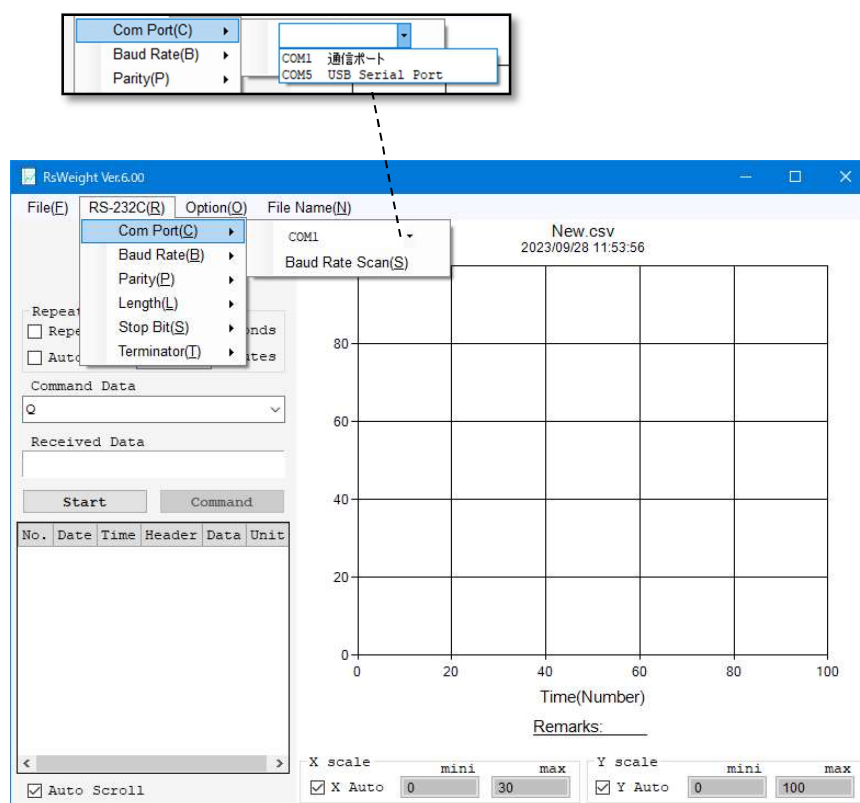 Com Port(C)
Baud Rate(B)
Parity(P)
COM1 通信ポート
COM5 USB Serial Port
RsWeight Ver.6.00
File(F) RS-232C(R) Option(O) File Name(N)
Com Port(C)
Baud Rate(B)
Parity(P)
Length(L)
Stop Bit(S)
Terminator(T)
COM1
Baud Rate Scan(S)
New.csv
2023/09/28 11:53:56
Repeat
Repe onds
Auto utes
Command Data
Q
Received Data
Start Command
No. Date Time Header Data Unit
Auto Scroll
80
60
40
20
0
0 20 40 60 80 100
Time(Number)
Remarks:
X scale mini max
X Auto 0 30
Y scale mini max
Y Auto 0 100